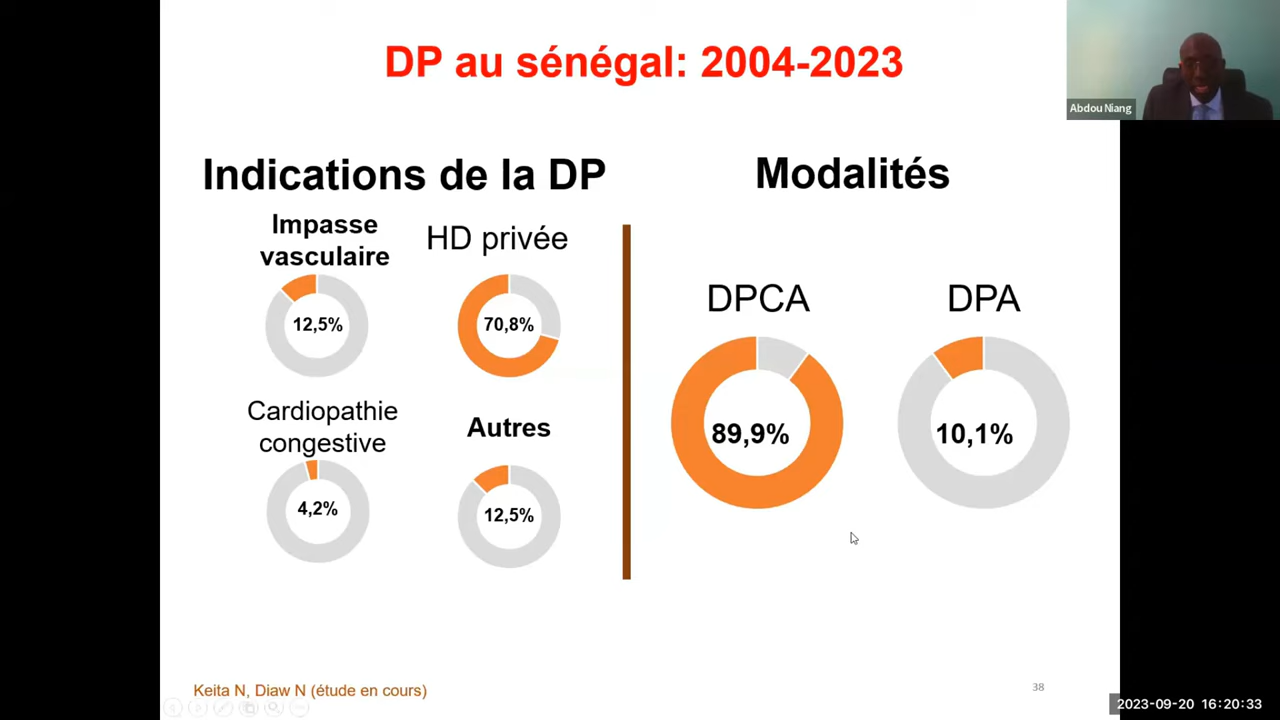 DP au sénégal: 2004-2023
Abdou Niang
Indications de la DP
Impasse
vasculaire
12,5%
HD privée
70,8%
Cardiopathie
congestive
4,2%
Autres
12,5%
Modalités
DPCA
89,9%
DPA
10,1%
Keita N, Diaw N (étude en cours)
38
2023-09-20 16:20:33